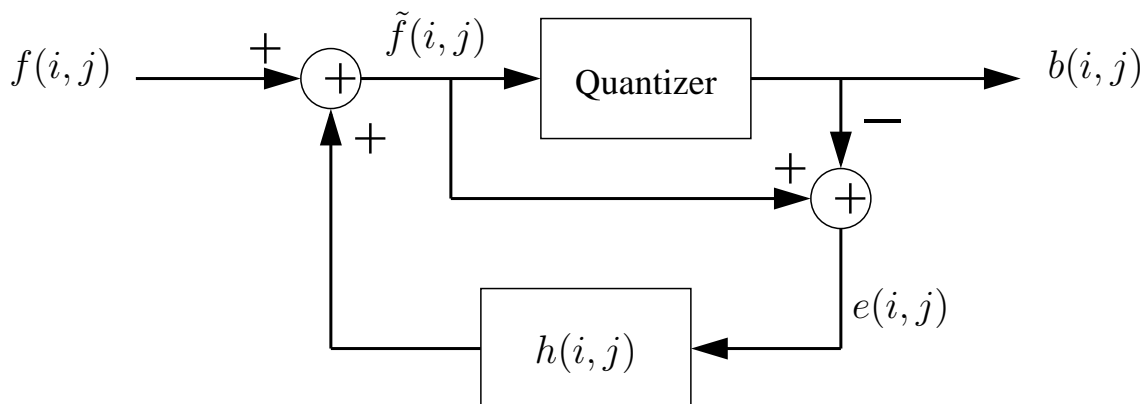 f(i, j)
+
+
f̃(i, j)
Quantizer
b(i, j)
+
−
+
+
e(i, j)
h(i, j)